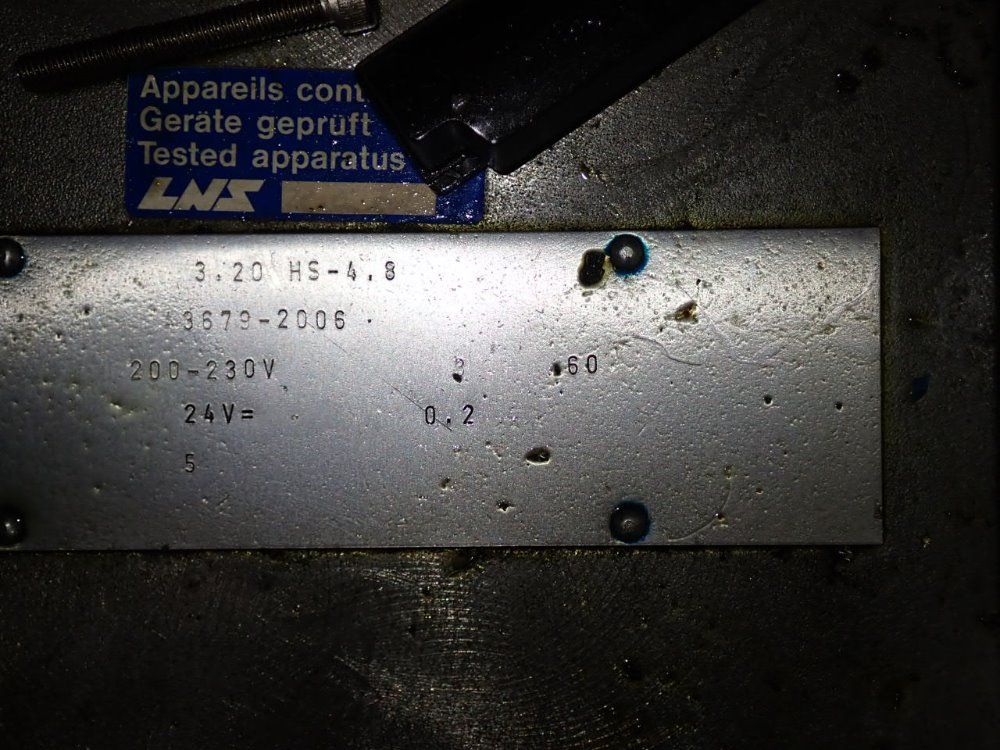 Appareils cont
Geräte geprüft
Tested apparatus
LNS
3.20 HS-4.8
3679-2006
200-230V 3 60
24V= 0.2
5